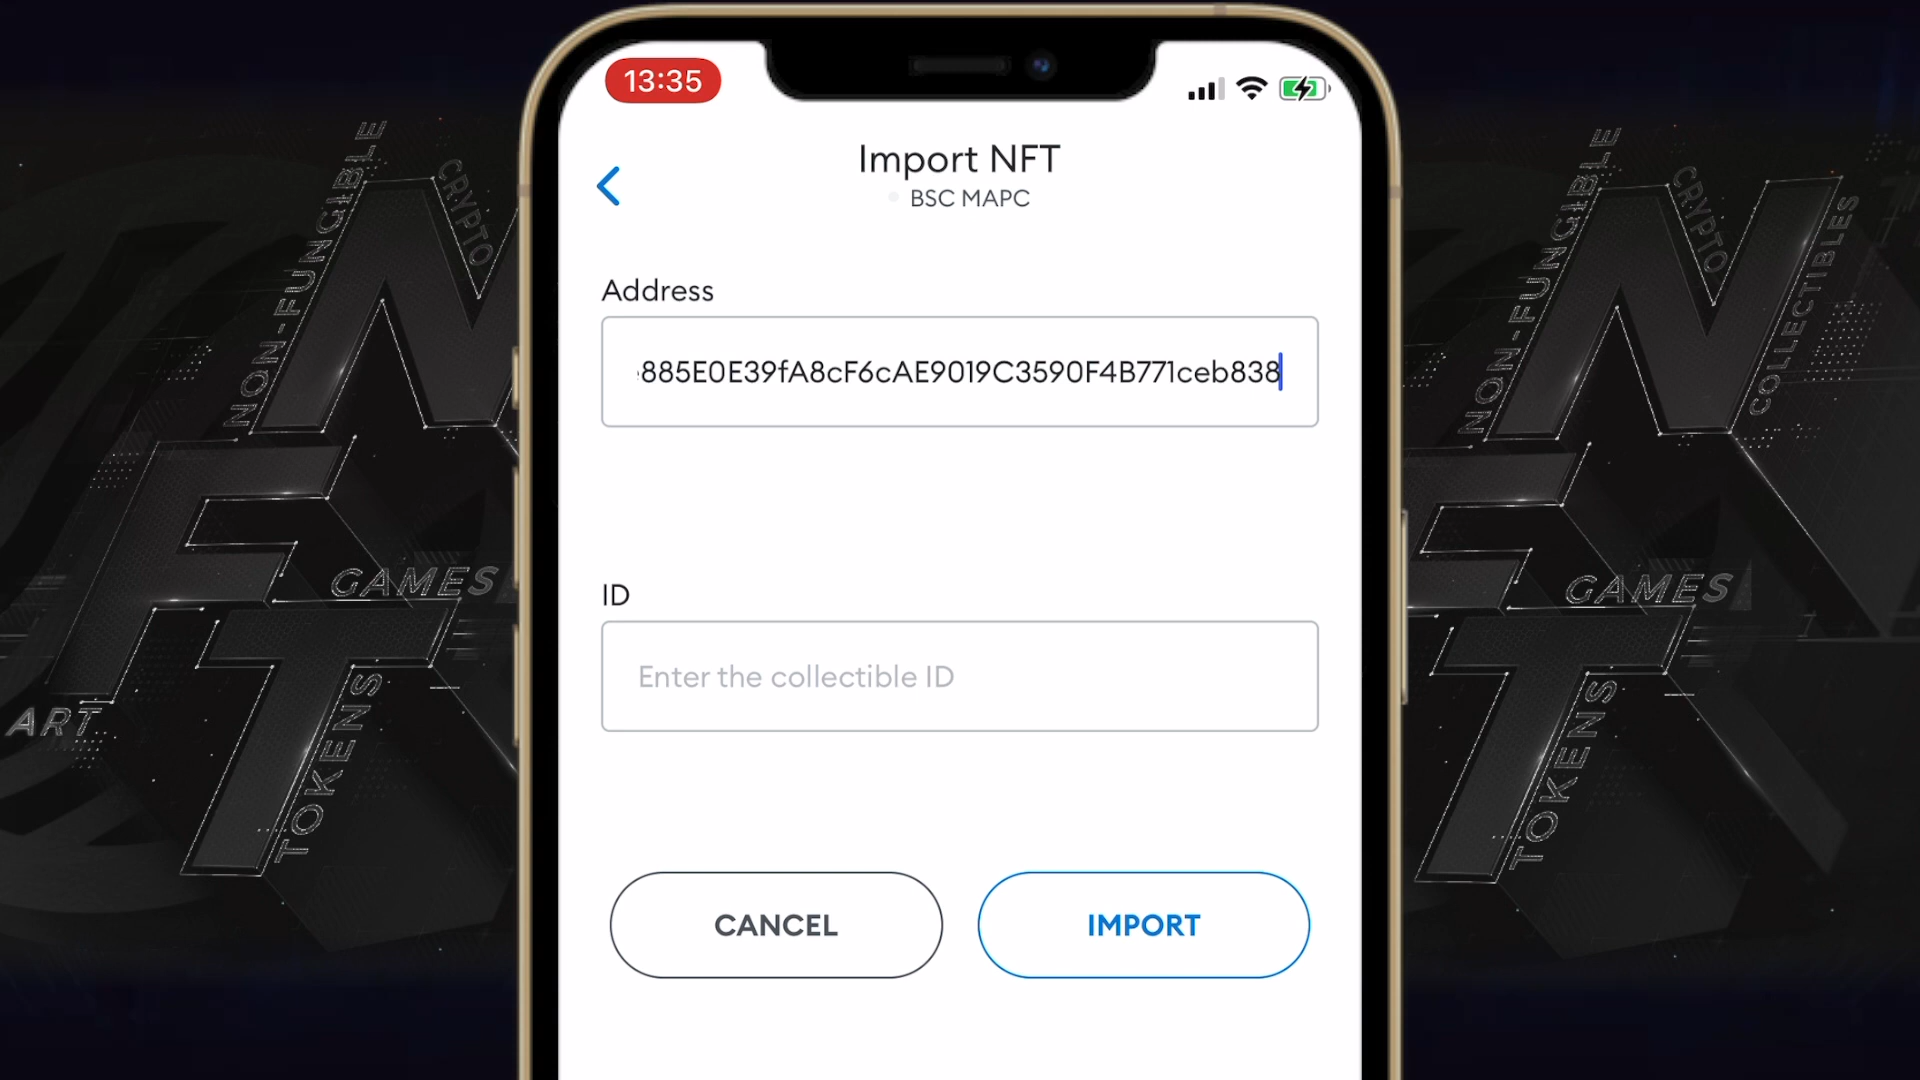 13:35
Import NFT
BSC MAPC
Address
885E0E39fA8cF6cAE9019C3590F4B771ceb838
ID
Enter the collectible ID
CANCEL
IMPORT
NON-FUNGIBLE
CRYPTO
GAMES
ART
TOKENS
NON-FUNGIBLE
CRYPTO
COLLECTIBLES
GAMES
TOKENS
NFT